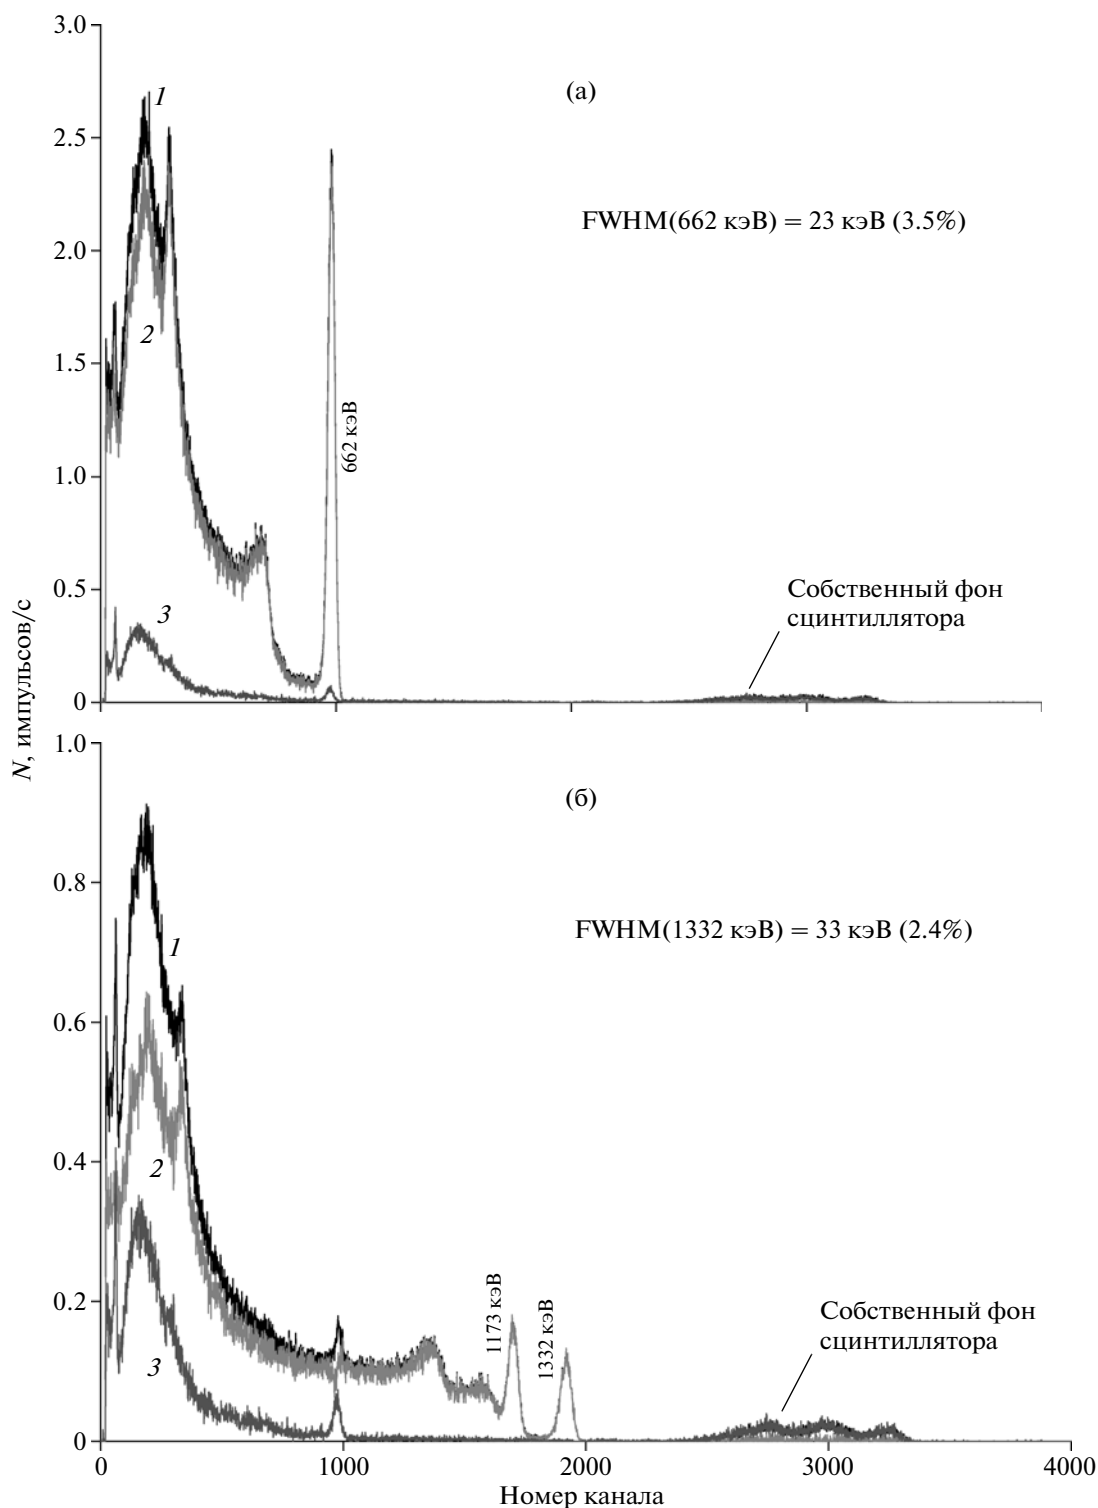 3.0
(а)
1
2.5
FWHM(662 кэВ) = 23 кэВ (3.5%)
2.0
2
1.5
662 кэВ
1.0
Собственный фон
сцинтиллятора
0.5
3
0
N, импульсов/с
1.0
(б)
0.8
FWHM(1332 кэВ) = 33 кэВ (2.4%)
1
0.6
0.4
2
1173 кэВ
1332 кэВ
Собственный фон
сцинтиллятора
0.2
3
0
0 1000 2000 3000 4000
Номер канала